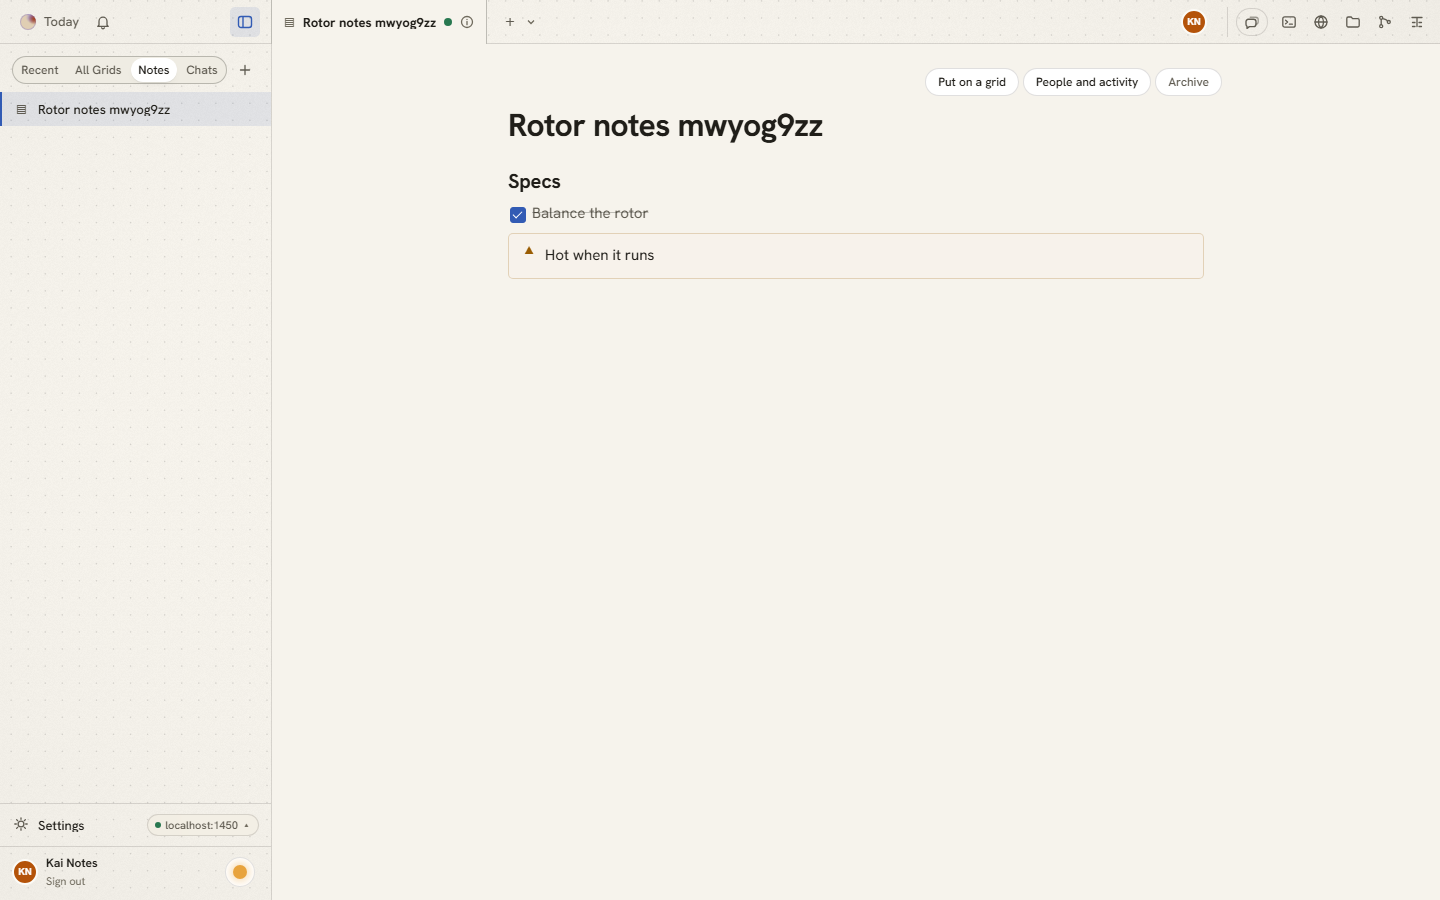 Today
Rotor notes mwyog9zz
KN
Recent
All Grids
Notes
Chats
Rotor notes mwyog9zz
Put on a grid
People and activity
Archive
Rotor notes mwyog9zz
Specs
Balance the rotor
Hot when it runs
Settings
localhost:1450
KN
Kai Notes
Sign out